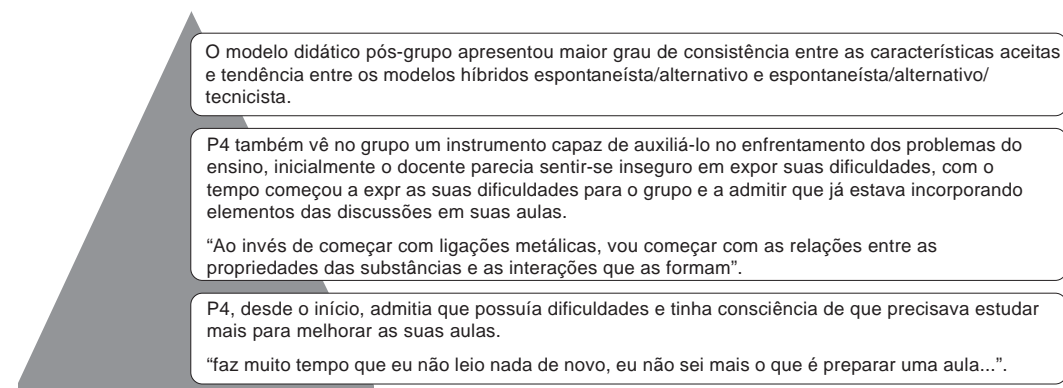 O modelo didático pós-grupo apresentou maior grau de consistência entre as características aceitas
e tendência entre os modelos híbridos espontaneísta/alternativo e espontaneísta/alternativo/
tecnicista.
P4 também vê no grupo um instrumento capaz de auxiliá-lo no enfrentamento dos problemas do
ensino, inicialmente o docente parecia sentir-se inseguro em expor suas dificuldades, com o
tempo começou a expr as suas dificuldades para o grupo e a admitir que já estava incorporando
elementos das discussões em suas aulas.
“Ao invés de começar com ligações metálicas, vou começar com as relações entre as
propriedades das substâncias e as interações que as formam”.
P4, desde o início, admitia que possuía dificuldades e tinha consciência de que precisava estudar
mais para melhorar as suas aulas.
“faz muito tempo que eu não leio nada de novo, eu não sei mais o que é preparar uma aula...”.